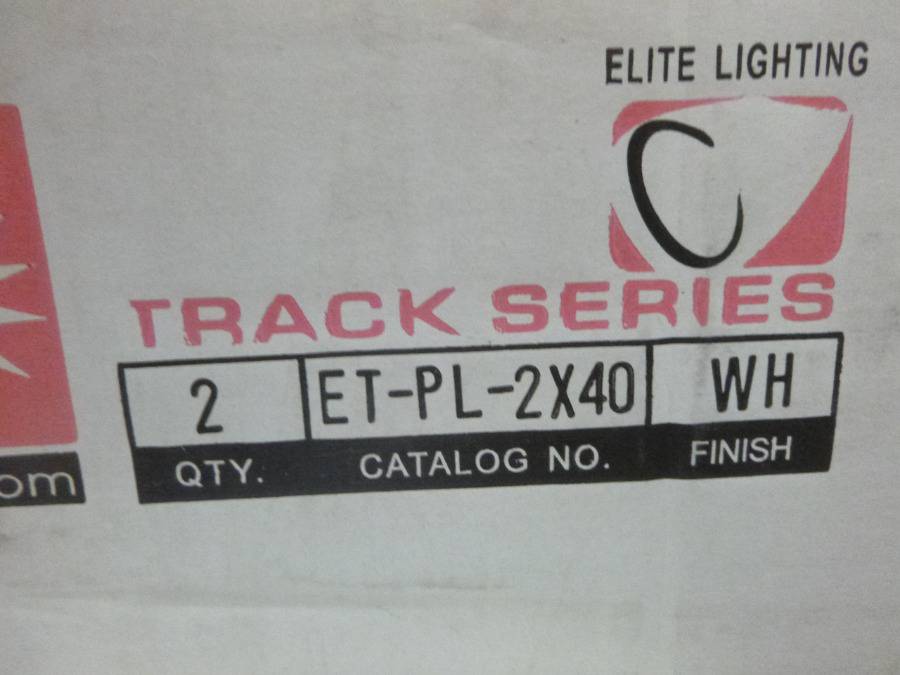 ELITE LIGHTING
TRACK SERIES
2 ET-PL-2X40 WH
QTY. CATALOG NO. FINISH
om